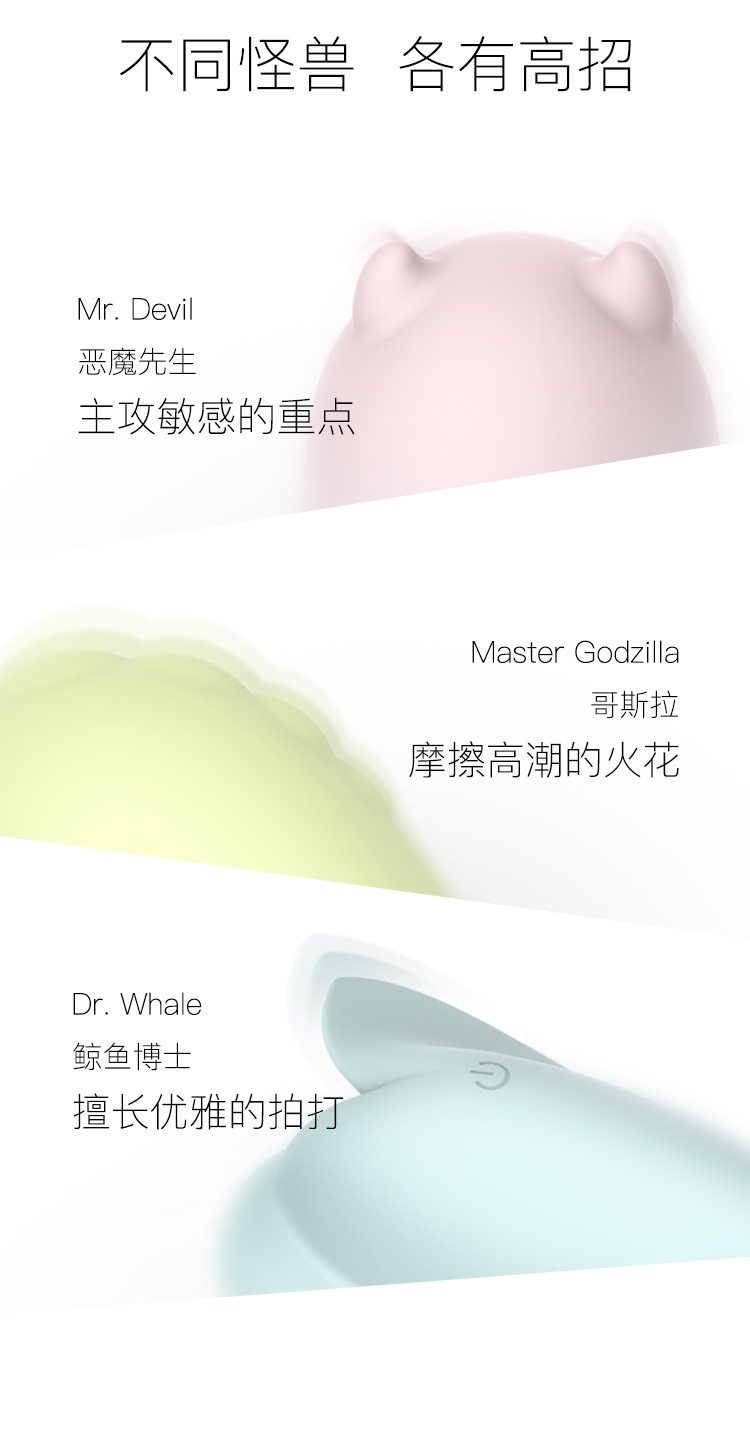 不同怪兽 各有高招
Mr. Devil
恶魔先生
主攻敏感的重点
Master Godzilla
哥斯拉
摩擦高潮的火花
Dr. Whale
鲸鱼博士
擅长优雅的拍打